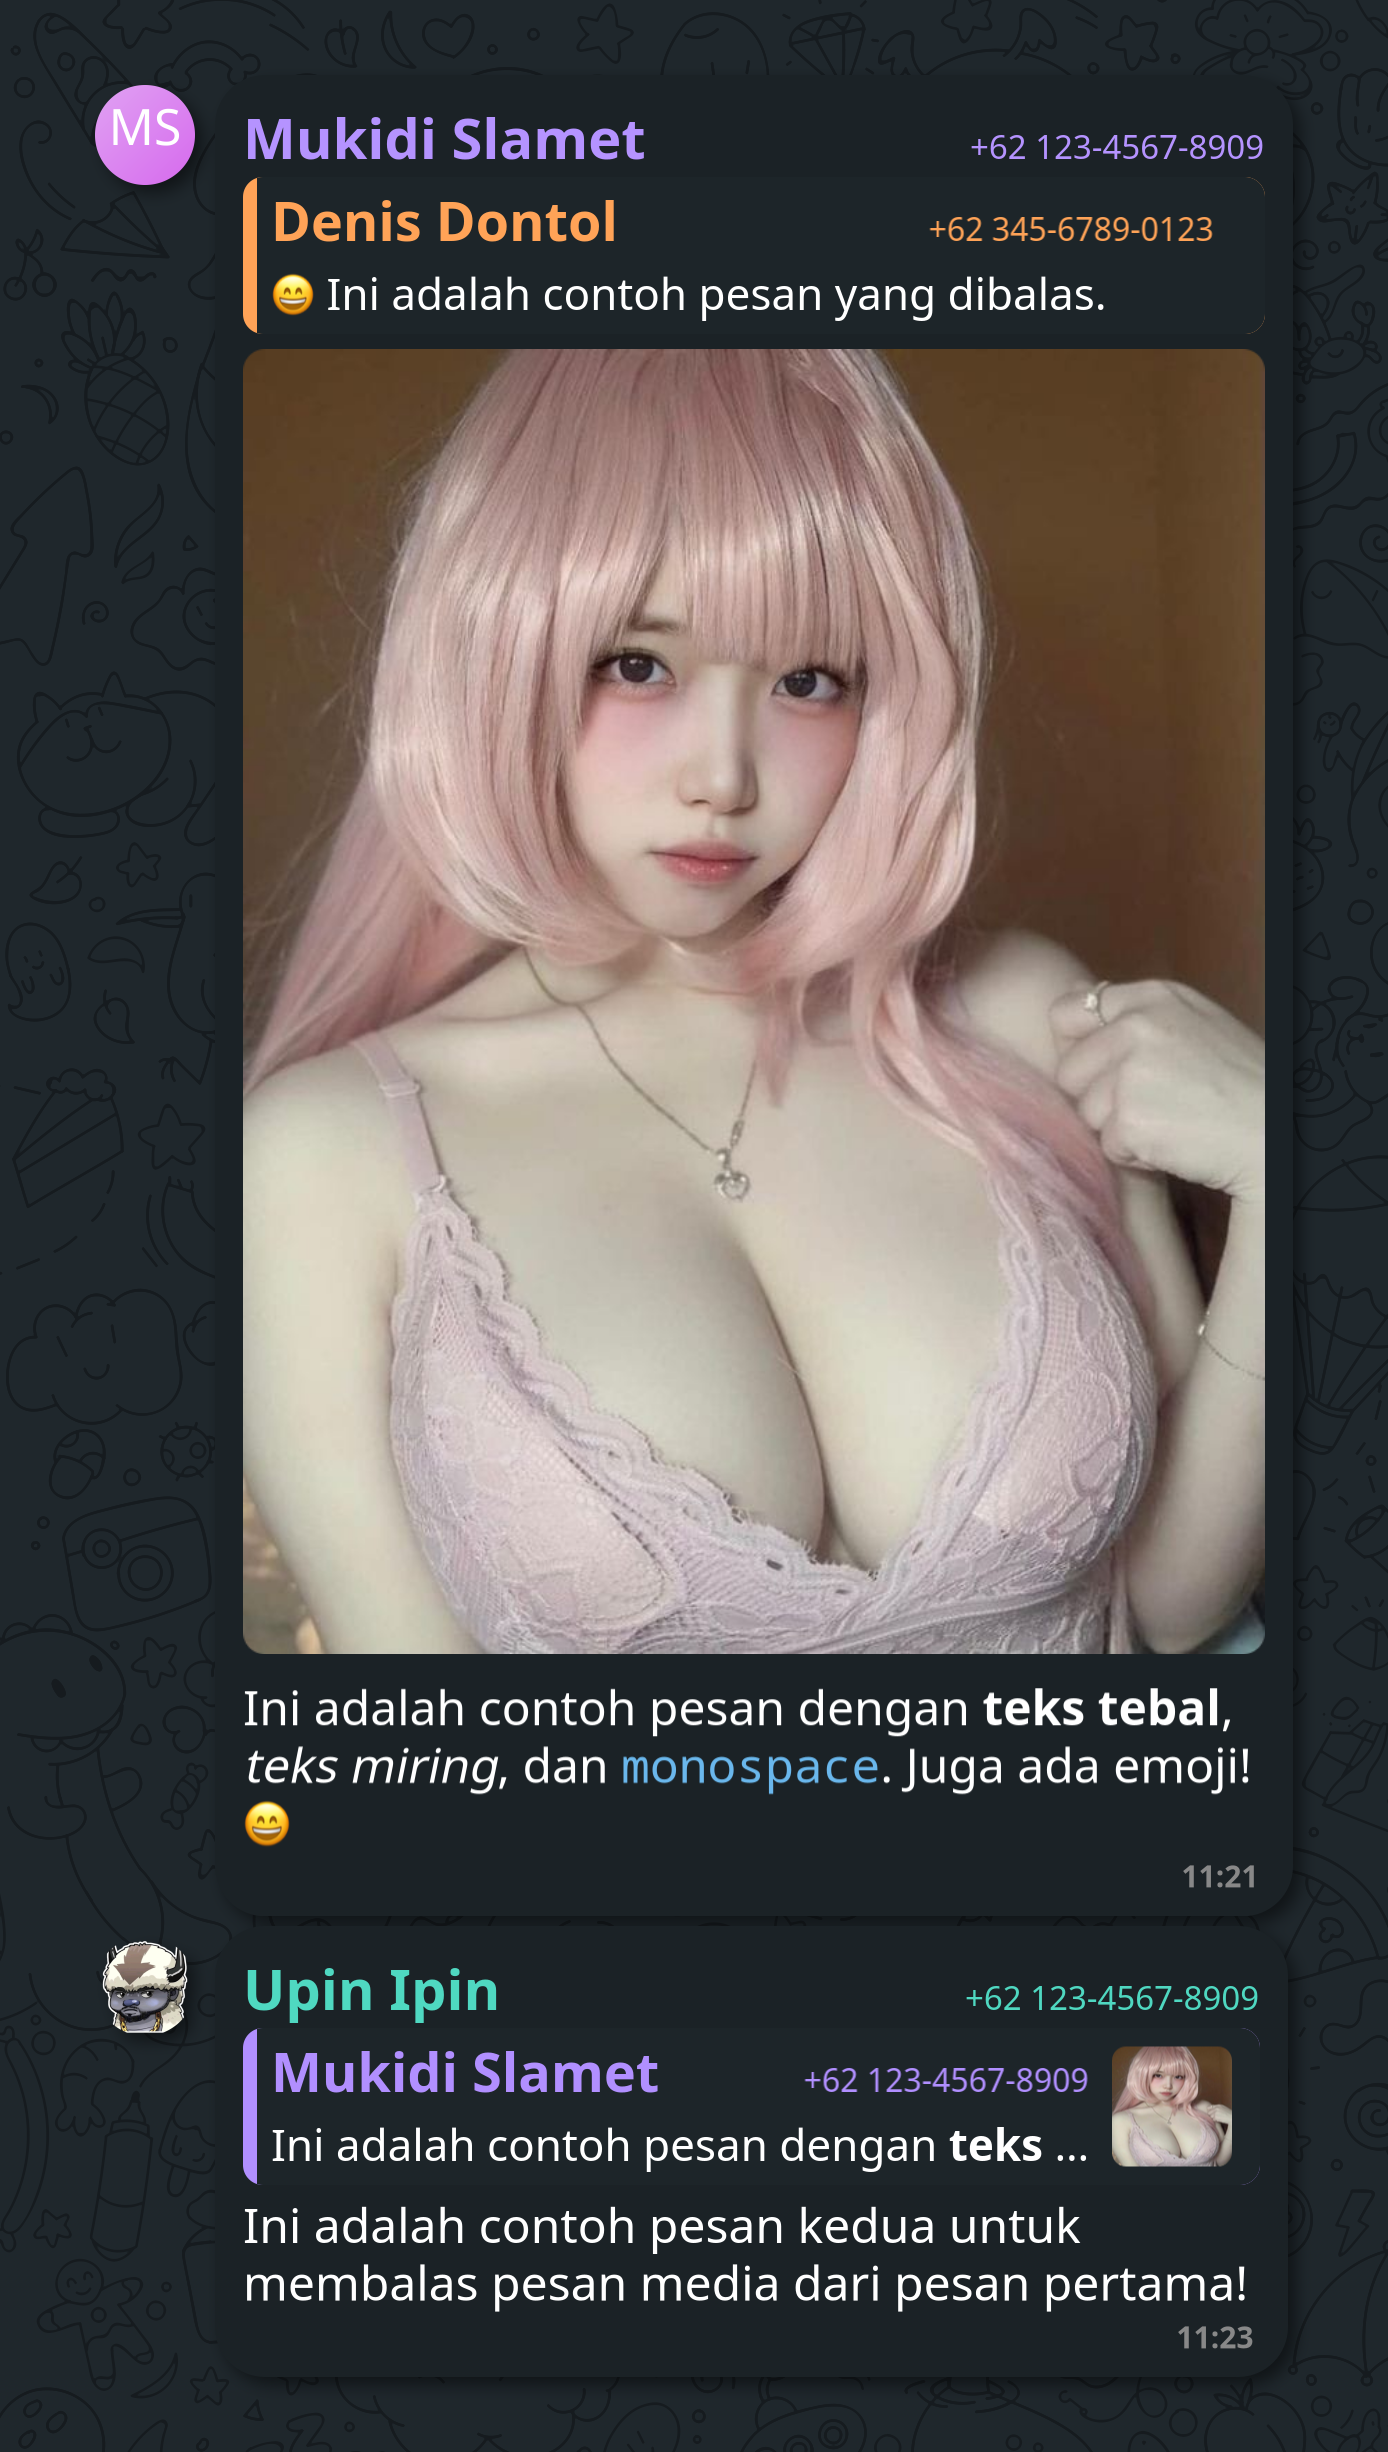 MS
Mukidi Slamet +62 123-4567-8909
Denis Dontol +62 345-6789-0123
😄 Ini adalah contoh pesan yang dibalas.
Ini adalah contoh pesan dengan teks tebal,
teks miring, dan monospace. Juga ada emoji!
😄
11:21
Upin Ipin +62 123-4567-8909
Mukidi Slamet +62 123-4567-8909
Ini adalah contoh pesan dengan teks ...
Ini adalah contoh pesan kedua untuk
membalas pesan media dari pesan pertama!
11:23